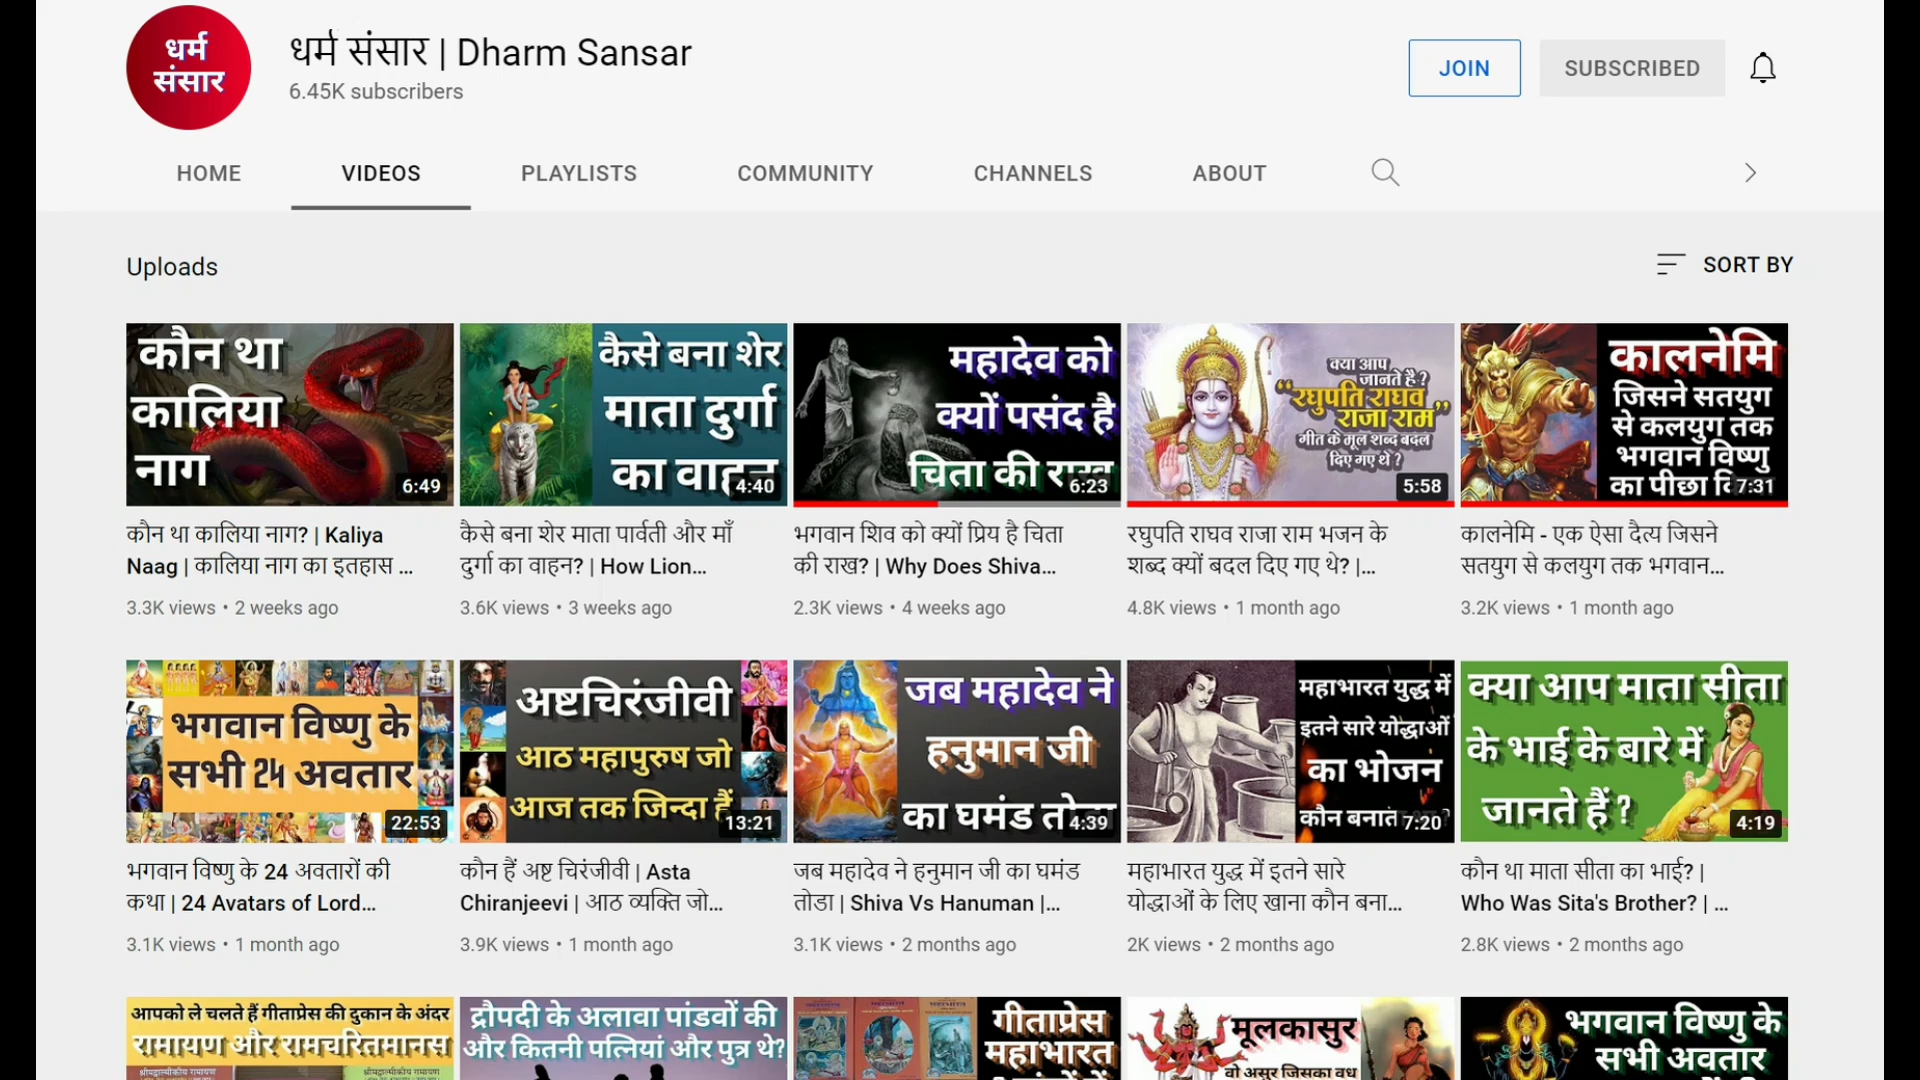 धर्म
संसार
धर्म संसार | Dharm Sansar
6.45K subscribers
JOIN
SUBSCRIBED
HOME
VIDEOS
PLAYLISTS
COMMUNITY
CHANNELS
ABOUT
Uploads
SORT BY
कौन था
कालिया
नाग
6:49
कैसे बना शेर
माता दुर्गा
का वाहन
4:40
महादेव को
क्यों पसंद है
चिता की राख
6:23
क्या आप
जानते है ?
“रघुपति राघव
राजा राम”
गीत के मूल शब्द बदल
दिए गए थे ?
5:58
कालनेमि
जिसने सतयुग
से कलयुग तक
भगवान विष्णु
का पीछा
7:31
कौन था कालिया नाग? | Kaliya
Naag | कालिया नाग का इतहास ...
3.3K views • 2 weeks ago
कैसे बना शेर माता पार्वती और माँ
दुर्गा का वाहन? | How Lion...
3.6K views • 3 weeks ago
भगवान शिव को क्यों प्रिय है चिता
की राख? | Why Does Shiva...
2.3K views • 4 weeks ago
रघुपति राघव राजा राम भजन के
शब्द क्यों बदल दिए गए थे? |...
4.8K views • 1 month ago
कालनेमि - एक ऐसा दैत्य जिसने
सतयुग से कलयुग तक भगवान...
3.2K views • 1 month ago
भगवान विष्णु के
सभी 24 अवतार
22:53
अष्टचिरंजीवी
आठ महापुरुष जो
आज तक जिन्दा हैं
13:21
जब महादेव ने
हनुमान जी
का घमंड तोडा
4:39
महाभारत युद्ध में
इतने सारे योद्धाओं
का भोजन
कौन बनाता ?
7:20
क्या आप माता सीता
के भाई के बारे में
जानते हैं ?
4:19
भगवान विष्णु के 24 अवतारों की
कथा | 24 Avatars of Lord...
3.1K views • 1 month ago
कौन हैं अष्ट चिरंजीवी | Asta
Chiranjeevi | आठ व्यक्ति जो...
3.9K views • 1 month ago
जब महादेव ने हनुमान जी का घमंड
तोडा | Shiva Vs Hanuman |...
3.1K views • 2 months ago
महाभारत युद्ध में इतने सारे
योद्धाओं के लिए खाना कौन बना...
2K views • 2 months ago
कौन था माता सीता का भाई? |
Who Was Sita's Brother? | ...
2.8K views • 2 months ago
आपको ले चलते हैं गीताप्रेस की दुकान के अंदर
रामायण और रामचरितमानस
द्रौपदी के अलावा पांडवों की
और कितनी पत्नियां और पुत्र थे?
गीताप्रेस
महाभारत
मूलकासुर
वो असुर जिसका वध
भगवान विष्णु के
सभी अवतार